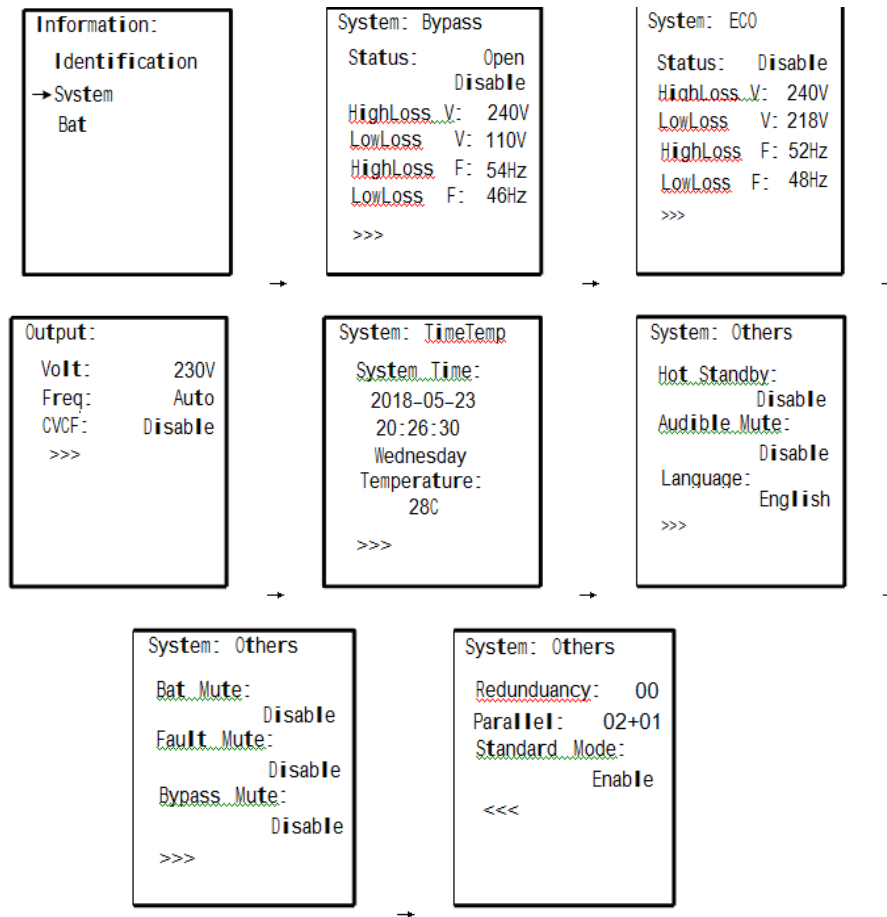 Information:
Identification
→System
Bat
System: Bypass
Status: Open
Disable
HighLoss V: 240V
LowLoss V: 110V
HighLoss F: 54Hz
LowLoss F: 46Hz
>>>
System: ECO
Status: Disable
HighLoss V: 240V
LowLoss V: 218V
HighLoss F: 52Hz
LowLoss F: 48Hz
>>>
Output:
Volt: 230V
Freq: Auto
CVCF: Disable
>>>
System: TimeTemp
System Time:
2018-05-23
20:26:30
Wednesday
Temperature:
28C
>>>
System: Others
Hot Standby:
Disable
Audible Mute:
Disable
Language:
English
>>>
System: Others
Bat Mute:
Disable
Fault Mute:
Disable
Bypass Mute:
Disable
>>>
System: Others
Redunduancy: 00
Parallel: 02+01
Standard Mode:
Enable
<<<